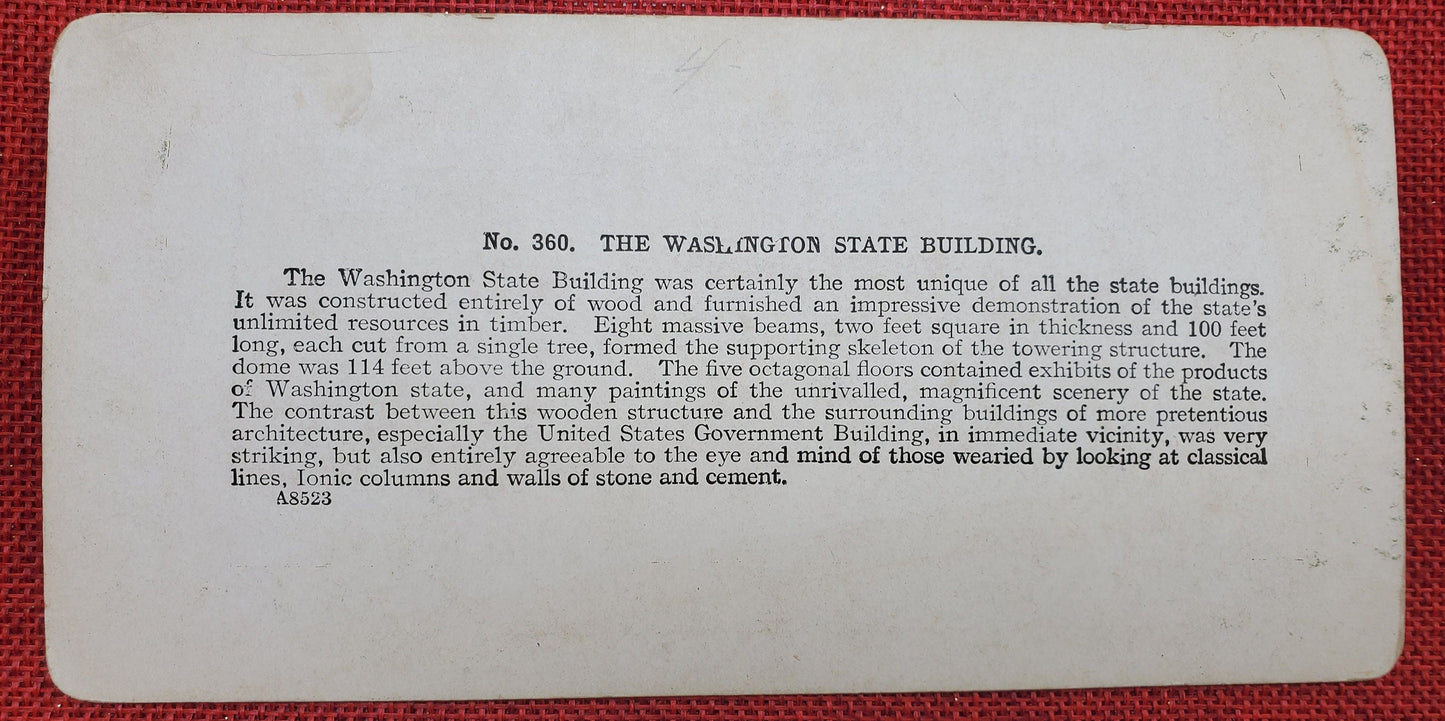 No. 360. THE WASHINGTON STATE BUILDING.
The Washington State Building was certainly the most unique of all the state buildings.
It was constructed entirely of wood and furnished an impressive demonstration of the state's
unlimited resources in timber. Eight massive beams, two feet square in thickness and 100 feet
long, each cut from a single tree, formed the supporting skeleton of the towering structure. The
dome was 114 feet above the ground. The five octagonal floors contained exhibits of the products
of Washington state, and many paintings of the unrivalled, magnificent scenery of the state.
The contrast between this wooden structure and the surrounding buildings of more pretentious
architecture, especially the United States Government Building, in immediate vicinity, was very
striking, but also entirely agreeable to the eye and mind of those wearied by looking at classical
lines, Ionic columns and walls of stone and cement.
A8523